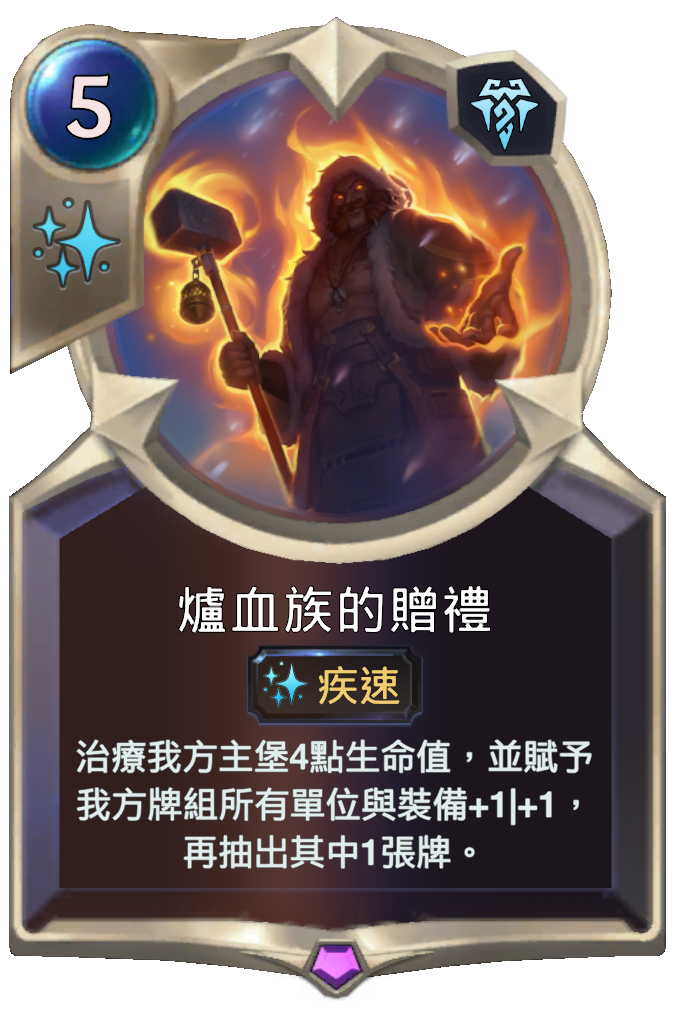 5
爐血族的贈禮
疾速
治療我方主堡4點生命值，並賦予
我方牌組所有單位與裝備+1|+1，
再抽出其中1張牌。